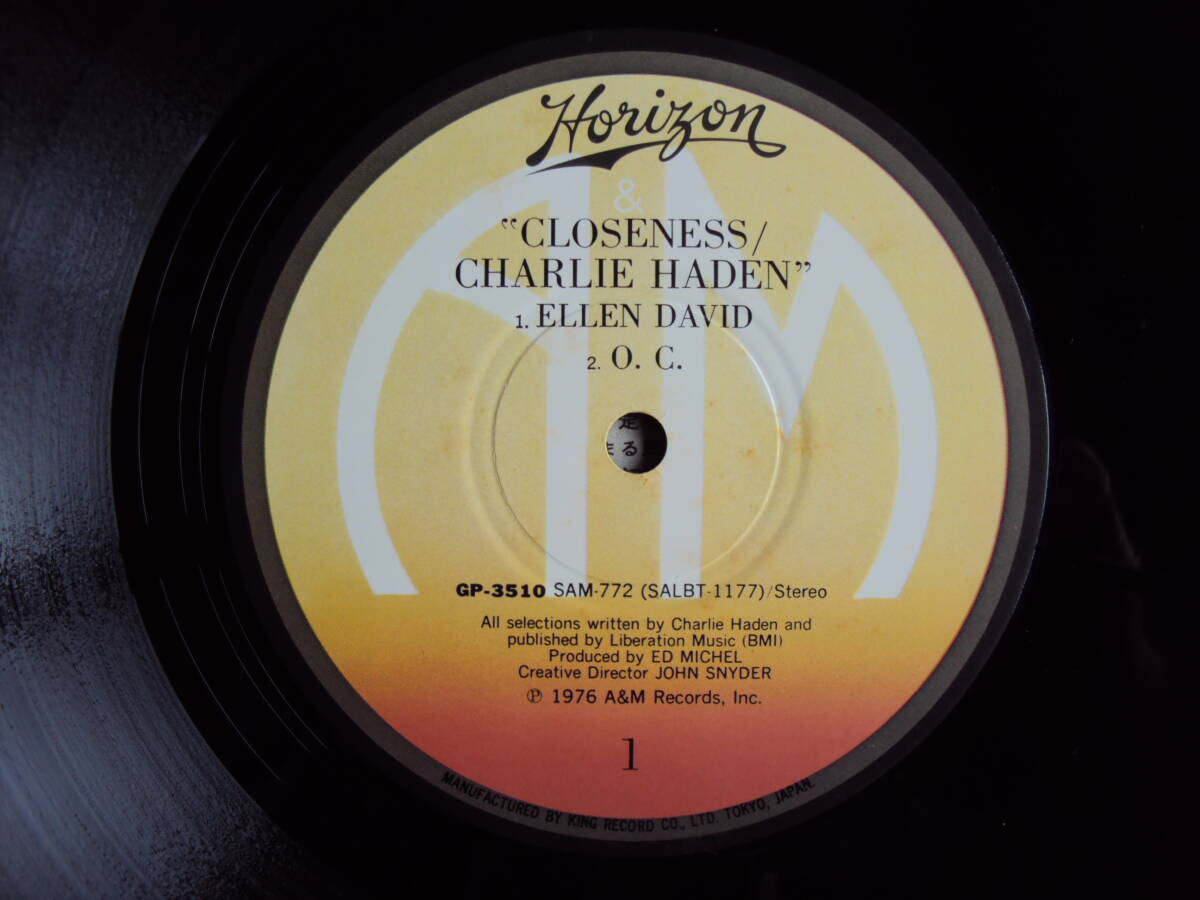 Horizon
&
“CLOSENESS/
CHARLIE HADEN”
1. ELLEN DAVID
2. O. C.
る
GP-3510 SAM-772 (SALBT-1177)/Stereo
All selections written by Charlie Haden and
published by Liberation Music (BMI)
Produced by ED MICHEL
Creative Director JOHN SNYDER
℗ 1976 A&M Records, Inc.
1
MANUFACTURED BY KING RECORD CO., LTD. TOKYO, JAPAN.